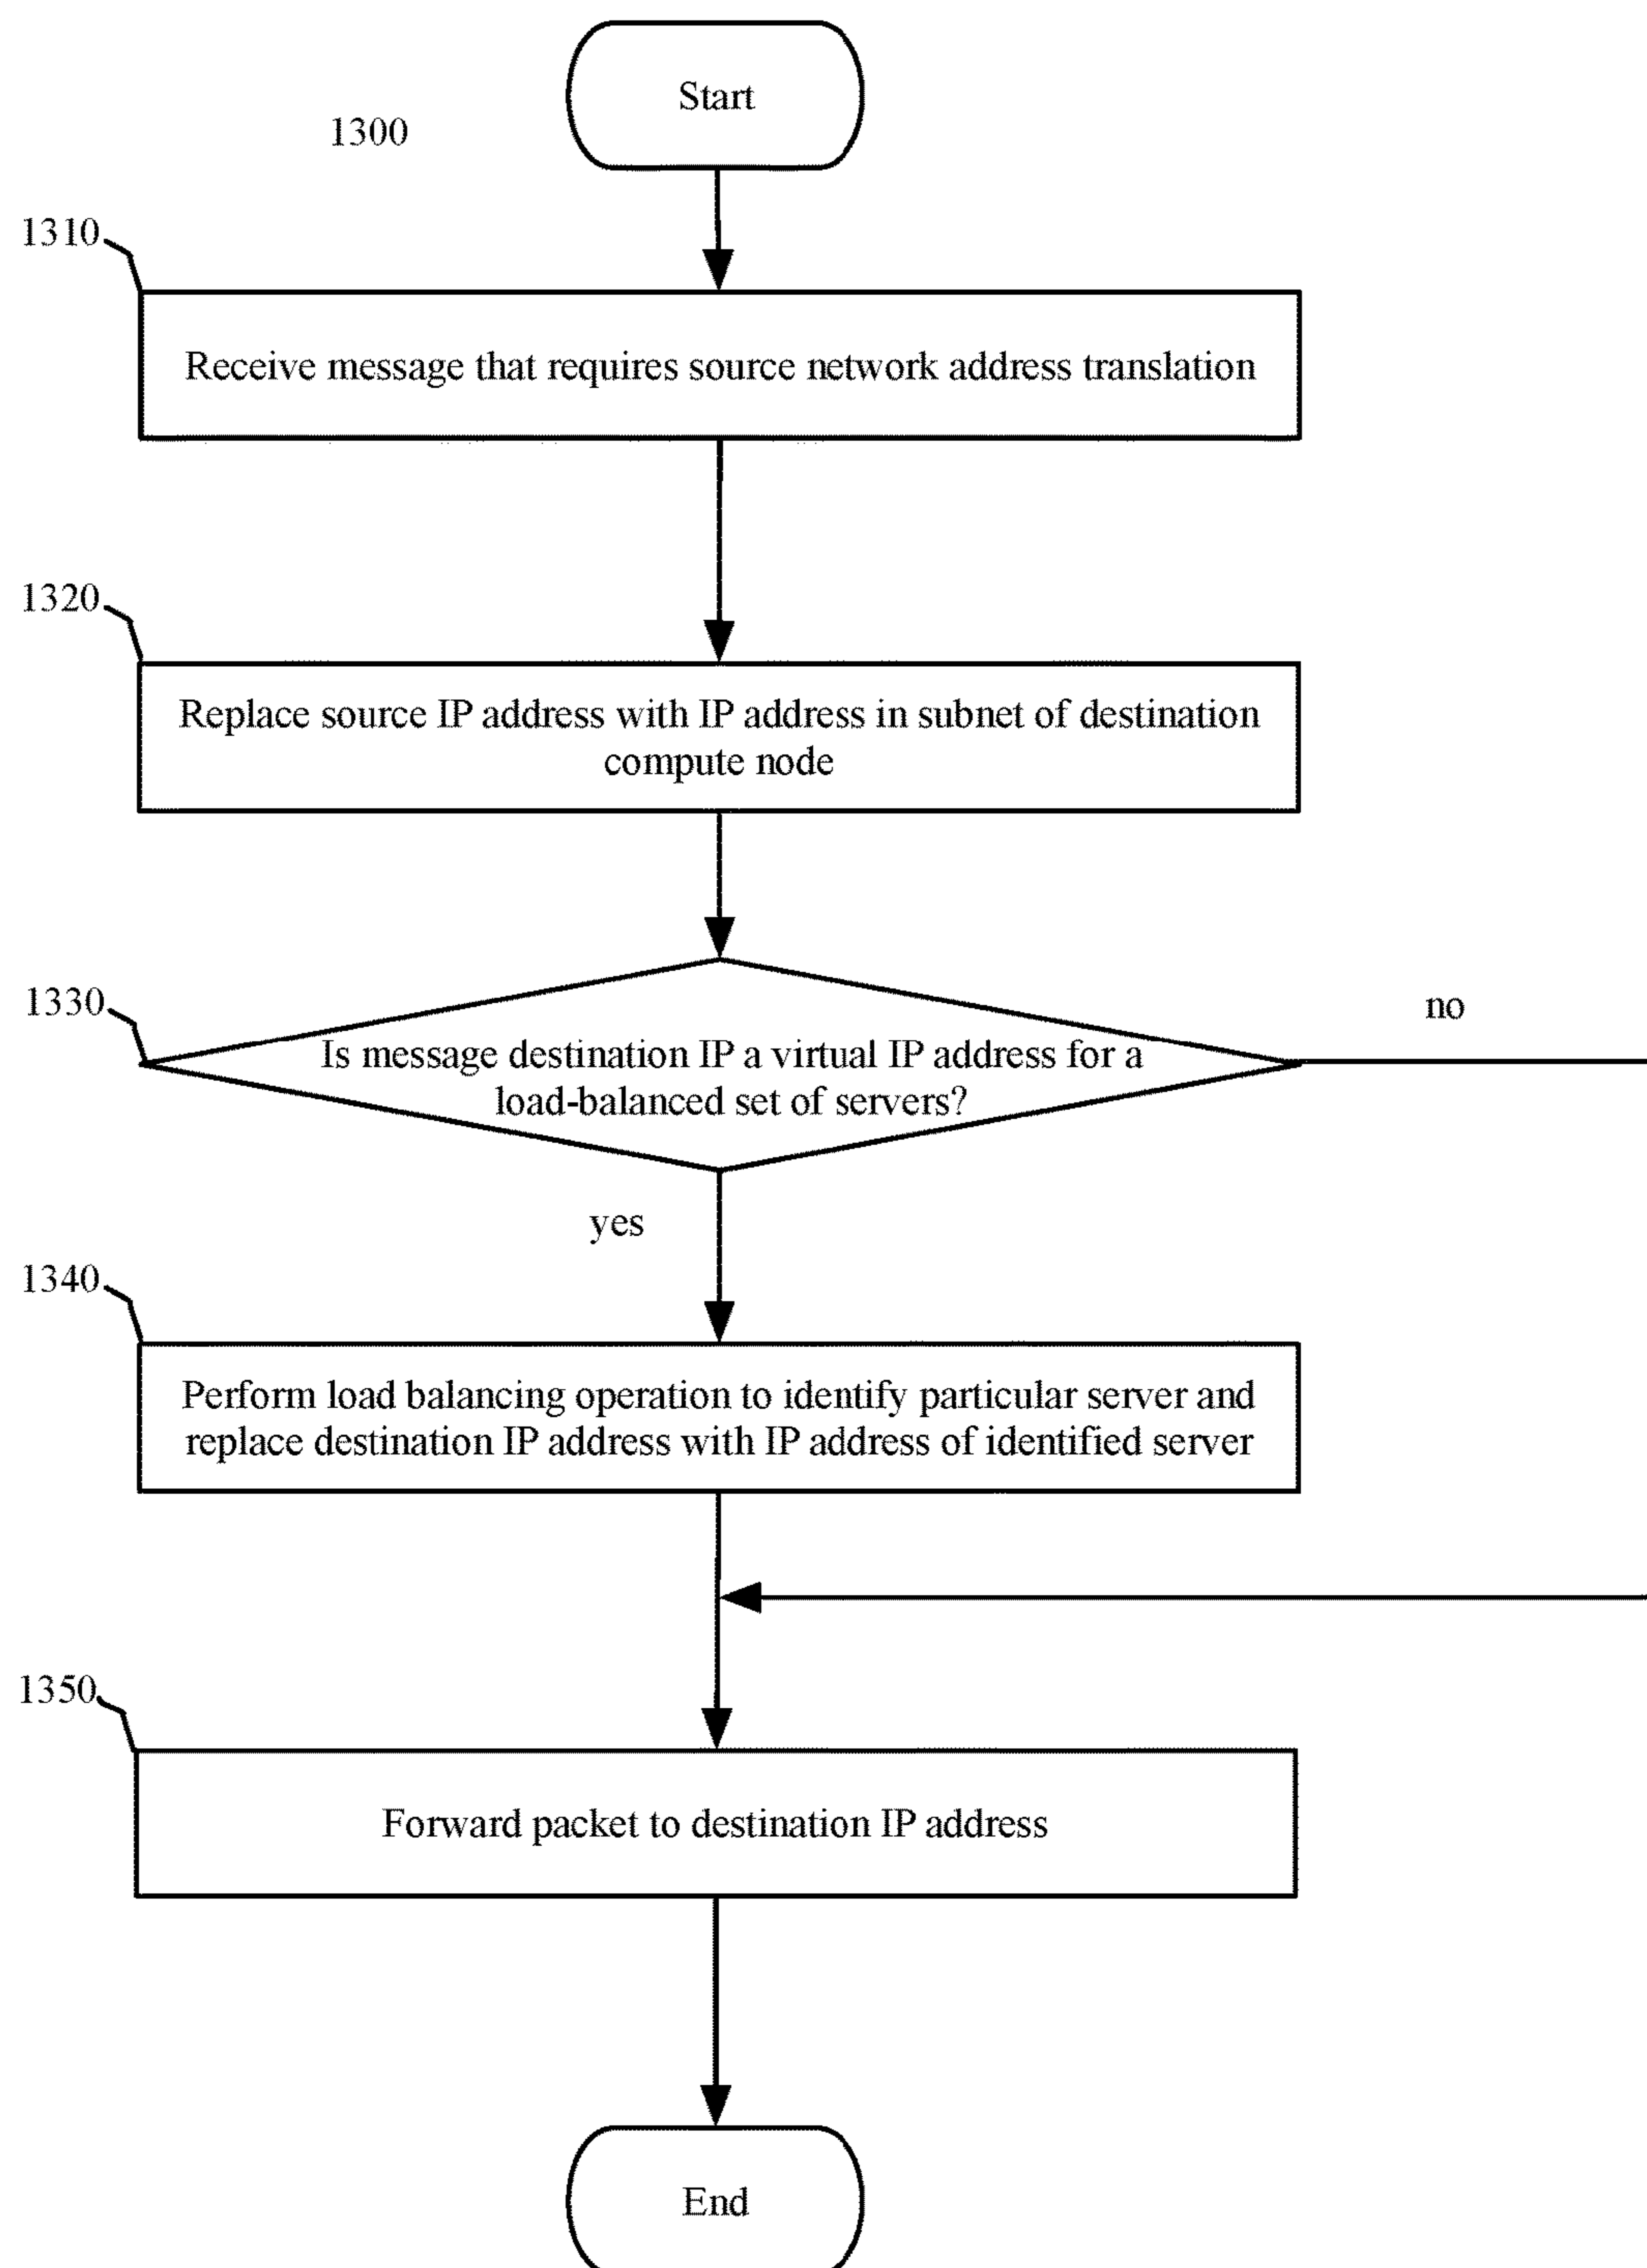 Start
1300
1310
Receive message that requires source network address translation
1320
Replace source IP address with IP address in subnet of destination
compute node
1330
no
Is message destination IP a virtual IP address for a
load-balanced set of servers?
yes
1340
Perform load balancing operation to identify particular server and
replace destination IP address with IP address of identified server
1350
Forward packet to destination IP address
End